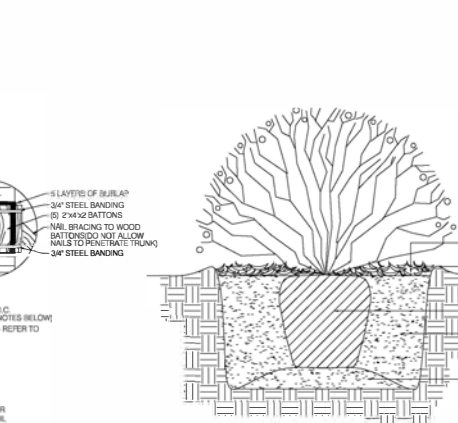 5 LAYERS OF BURLAP
3/4" STEEL BANDING
(5) 2"x4"x2 BATTONS
NAIL BRACING TO WOOD
BATTONS(DO NOT ALLOW
NAILS TO PENETRATE TRUNK)
3/4" STEEL BANDING
NOTES BELOW)
REFER TO